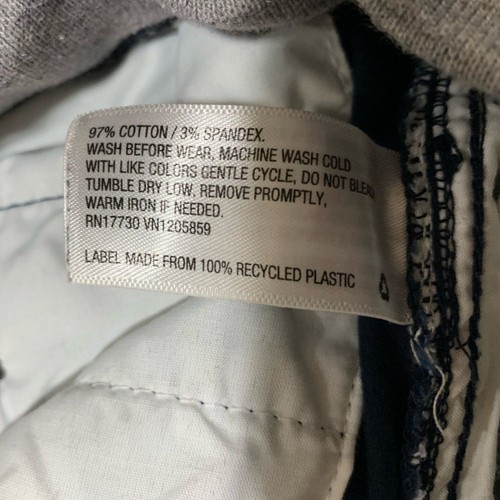 97% COTTON / 3% SPANDEX.
WASH BEFORE WEAR, MACHINE WASH COLD
WITH LIKE COLORS GENTLE CYCLE, DO NOT BLEACH
TUMBLE DRY LOW, REMOVE PROMPTLY,
WARM IRON IF NEEDED.
RN17730 VN1205859
LABEL MADE FROM 100% RECYCLED PLASTIC